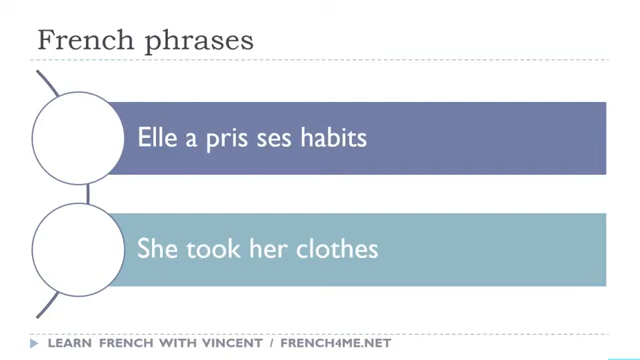 French phrases
Elle a pris ses habits
She took her clothes
LEARN FRENCH WITH VINCENT / FRENCH4ME.NET